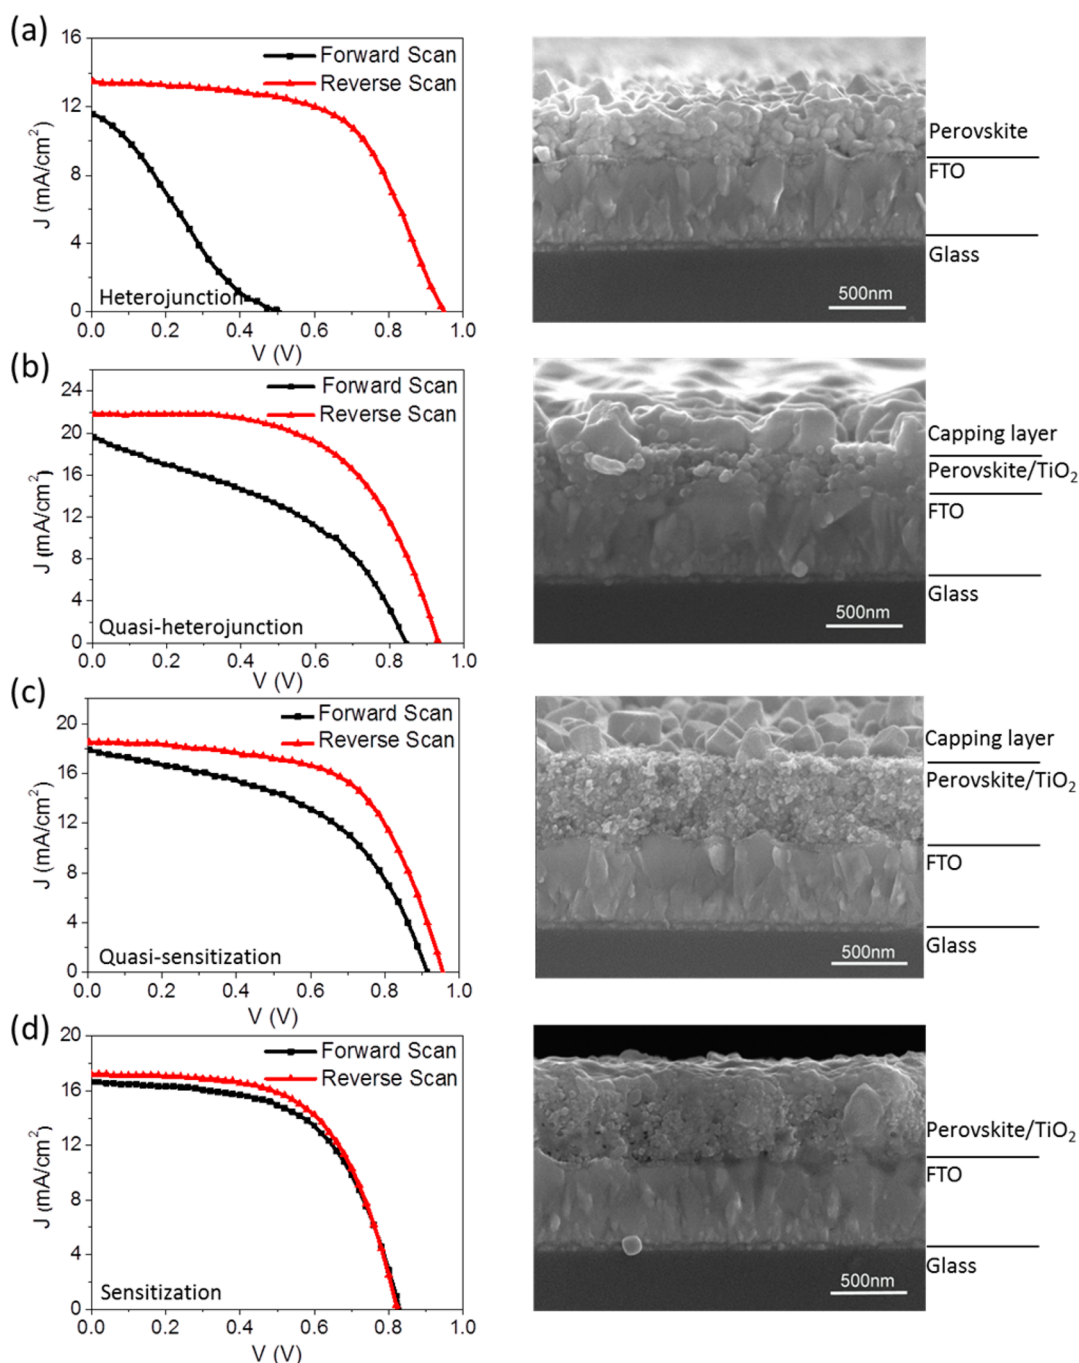 (a)
16
12
8
4
0
J (mA/cm²)
Forward Scan
Reverse Scan
Heterojunction
0.0 0.2 0.4 0.6 0.8 1.0
V (V)
Perovskite
FTO
Glass
500nm
(b)
24
20
16
12
8
4
0
J (mA/cm²)
Forward Scan
Reverse Scan
Quasi-heterojunction
0.0 0.2 0.4 0.6 0.8 1.0
V (V)
Capping layer
Perovskite/TiO₂
FTO
Glass
500nm
(c)
20
16
12
8
4
0
J (mA/cm²)
Forward Scan
Reverse Scan
Quasi-sensitization
0.0 0.2 0.4 0.6 0.8 1.0
V (V)
Capping layer
Perovskite/TiO₂
FTO
Glass
500nm
(d)
20
16
12
8
4
0
J (mA/cm²)
Forward Scan
Reverse Scan
Sensitization
0.0 0.2 0.4 0.6 0.8 1.0
V (V)
Perovskite/TiO₂
FTO
Glass
500nm